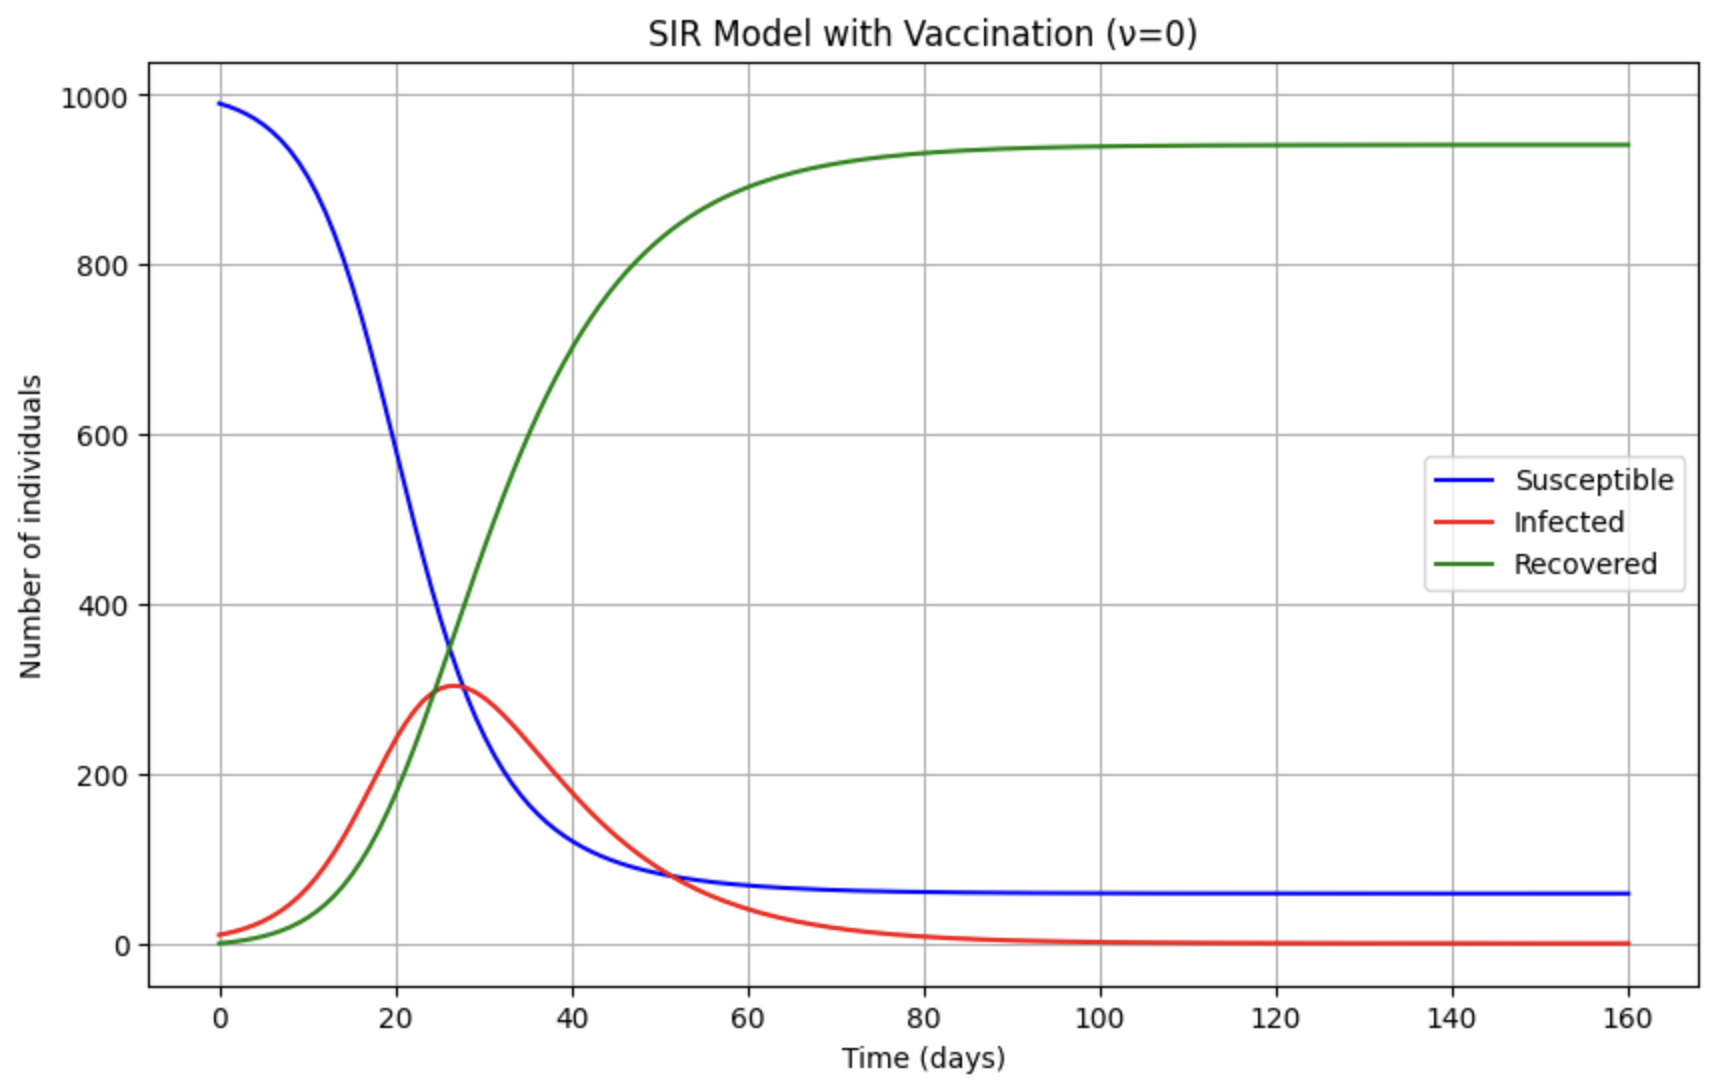 SIR Model with Vaccination (ν=0)
1000
800
600
400
200
0
Number of individuals
Susceptible
Infected
Recovered
0 20 40 60 80 100 120 140 160
Time (days)